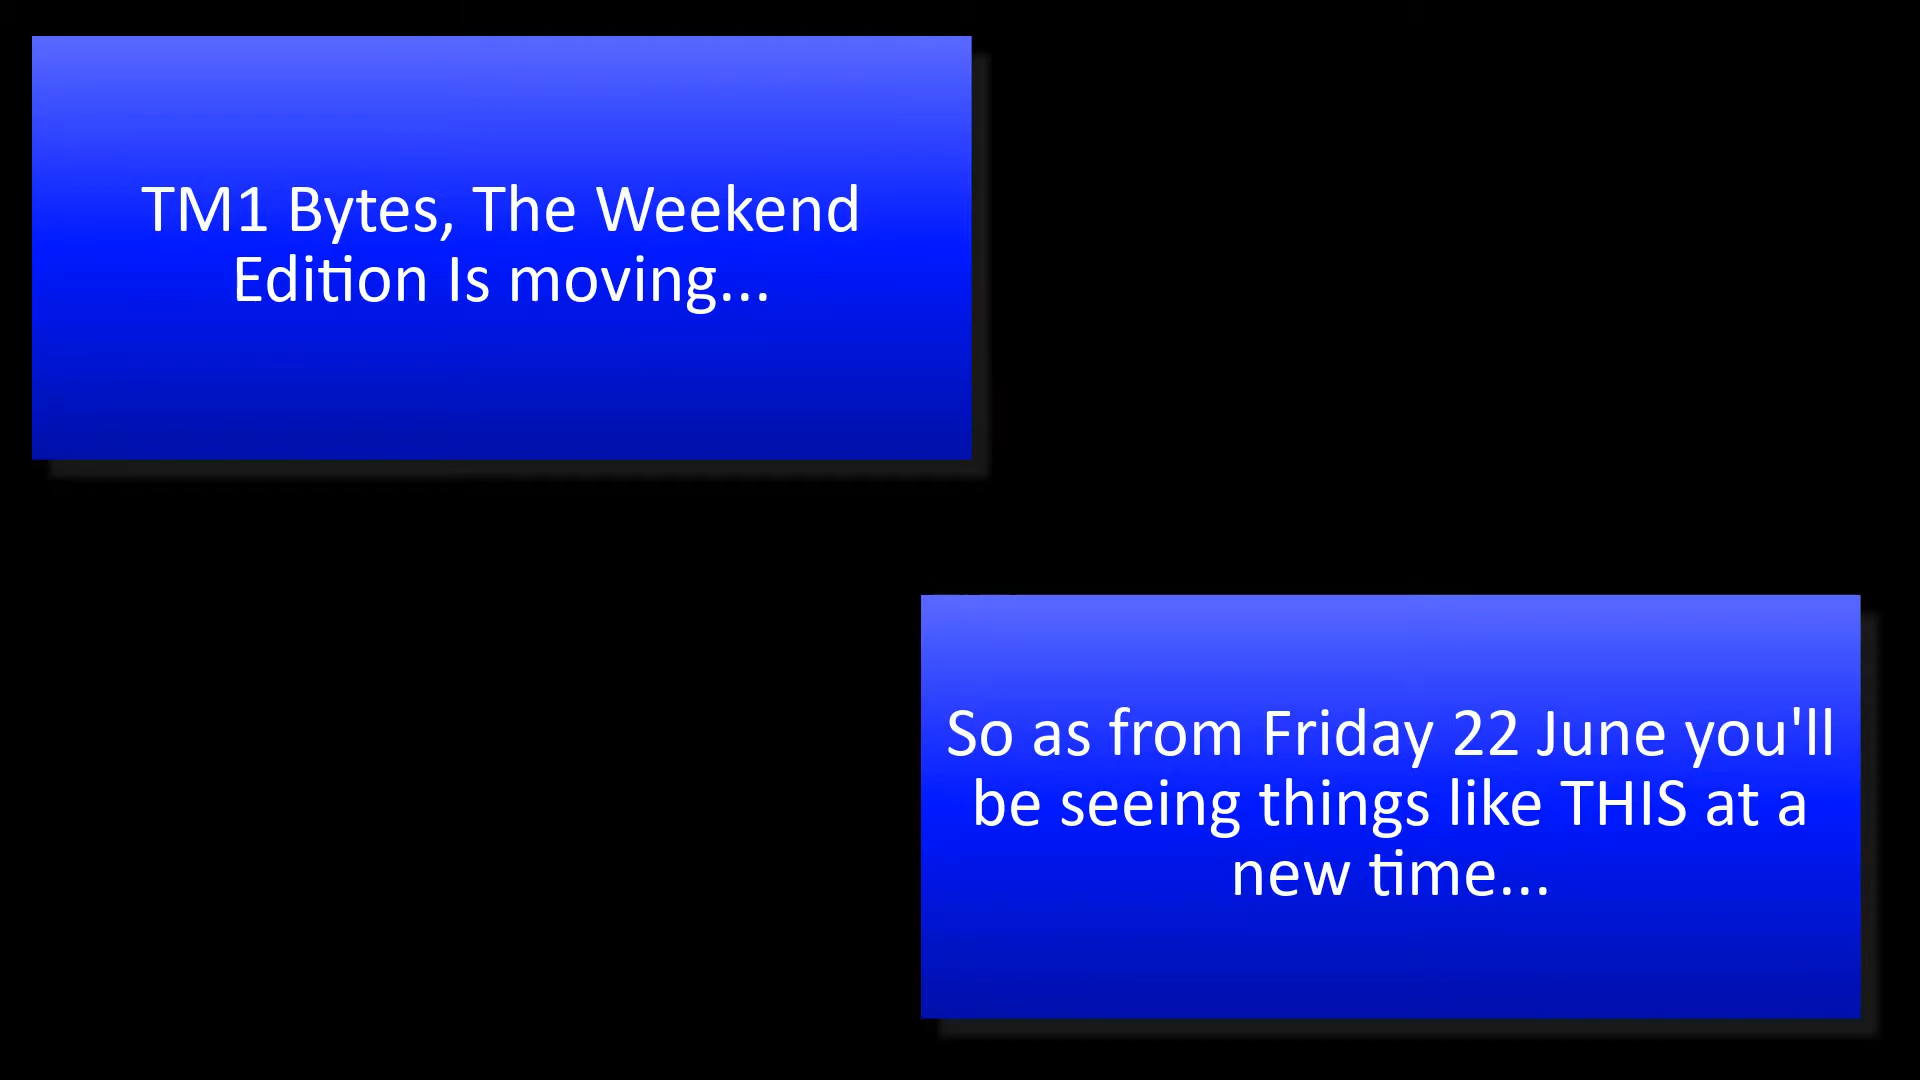 TM1 Bytes, The Weekend
Edition Is moving...
So as from Friday 22 June you'll
be seeing things like THIS at a
new time...